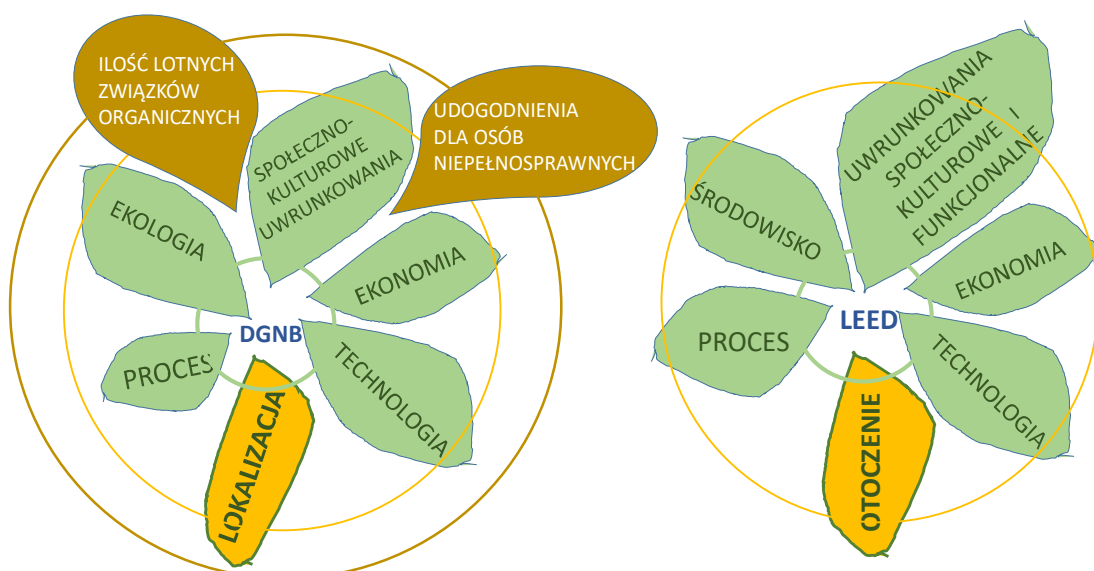 ILOŚĆ LOTNYCH
ZWIĄZKÓW
ORGANICZNYCH
UDOGODNIENIA
DLA OSÓB
NIEPEŁNOSPRAWNYCH
SPOŁECZNO-
KULTUROWE
UWRUNKOWANIA
EKOLOGIA
EKONOMIA
DGNB
PROCES
TECHNOLOGIA
LOKALIZACJA
UWRUNKOWANIA
SPOŁECZNO-
KULTUROWE I
FUNKCJONALNE
ŚRODOWISKO
EKONOMIA
LEED
PROCES
TECHNOLOGIA
OTOCZENIE